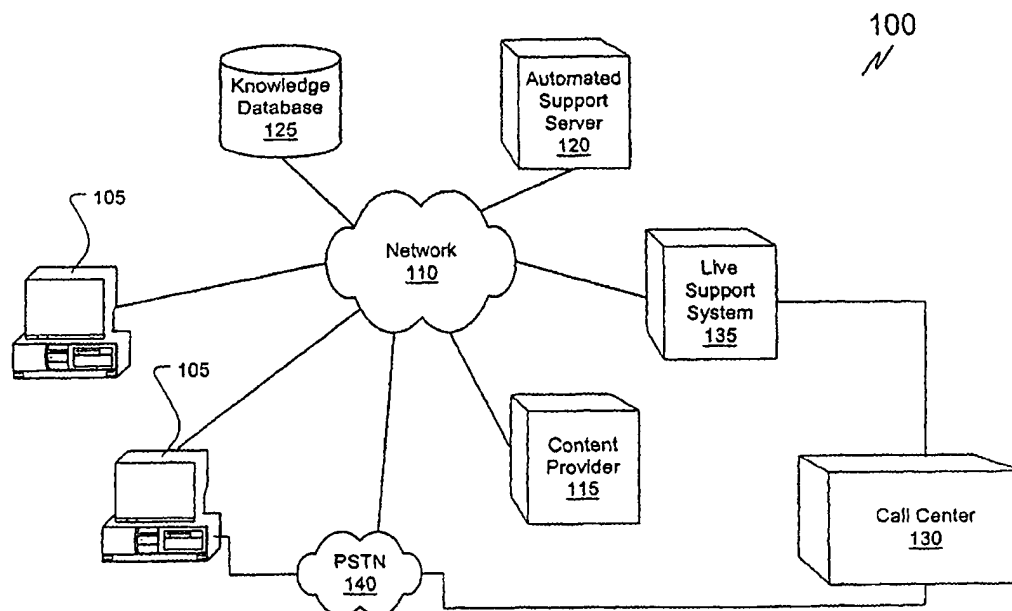 100
Knowledge
Database
125
Automated
Support
Server
120
105
Network
110
Live
Support
System
135
105
Content
Provider
115
Call Center
130
PSTN
140